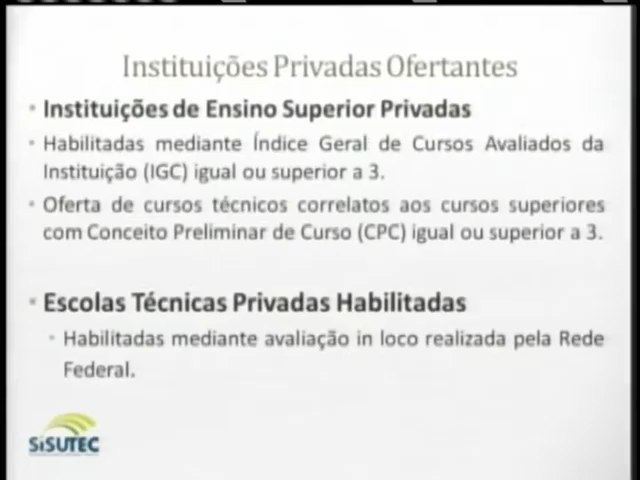 Instituições Privadas Ofertantes
• Instituições de Ensino Superior Privadas
• Habilitadas mediante Índice Geral de Cursos Avaliados da
Instituição (IGC) igual ou superior a 3.
• Oferta de cursos técnicos correlatos aos cursos superiores
com Conceito Preliminar de Curso (CPC) igual ou superior a 3.
• Escolas Técnicas Privadas Habilitadas
• Habilitadas mediante avaliação in loco realizada pela Rede
Federal.
SiSUTEC